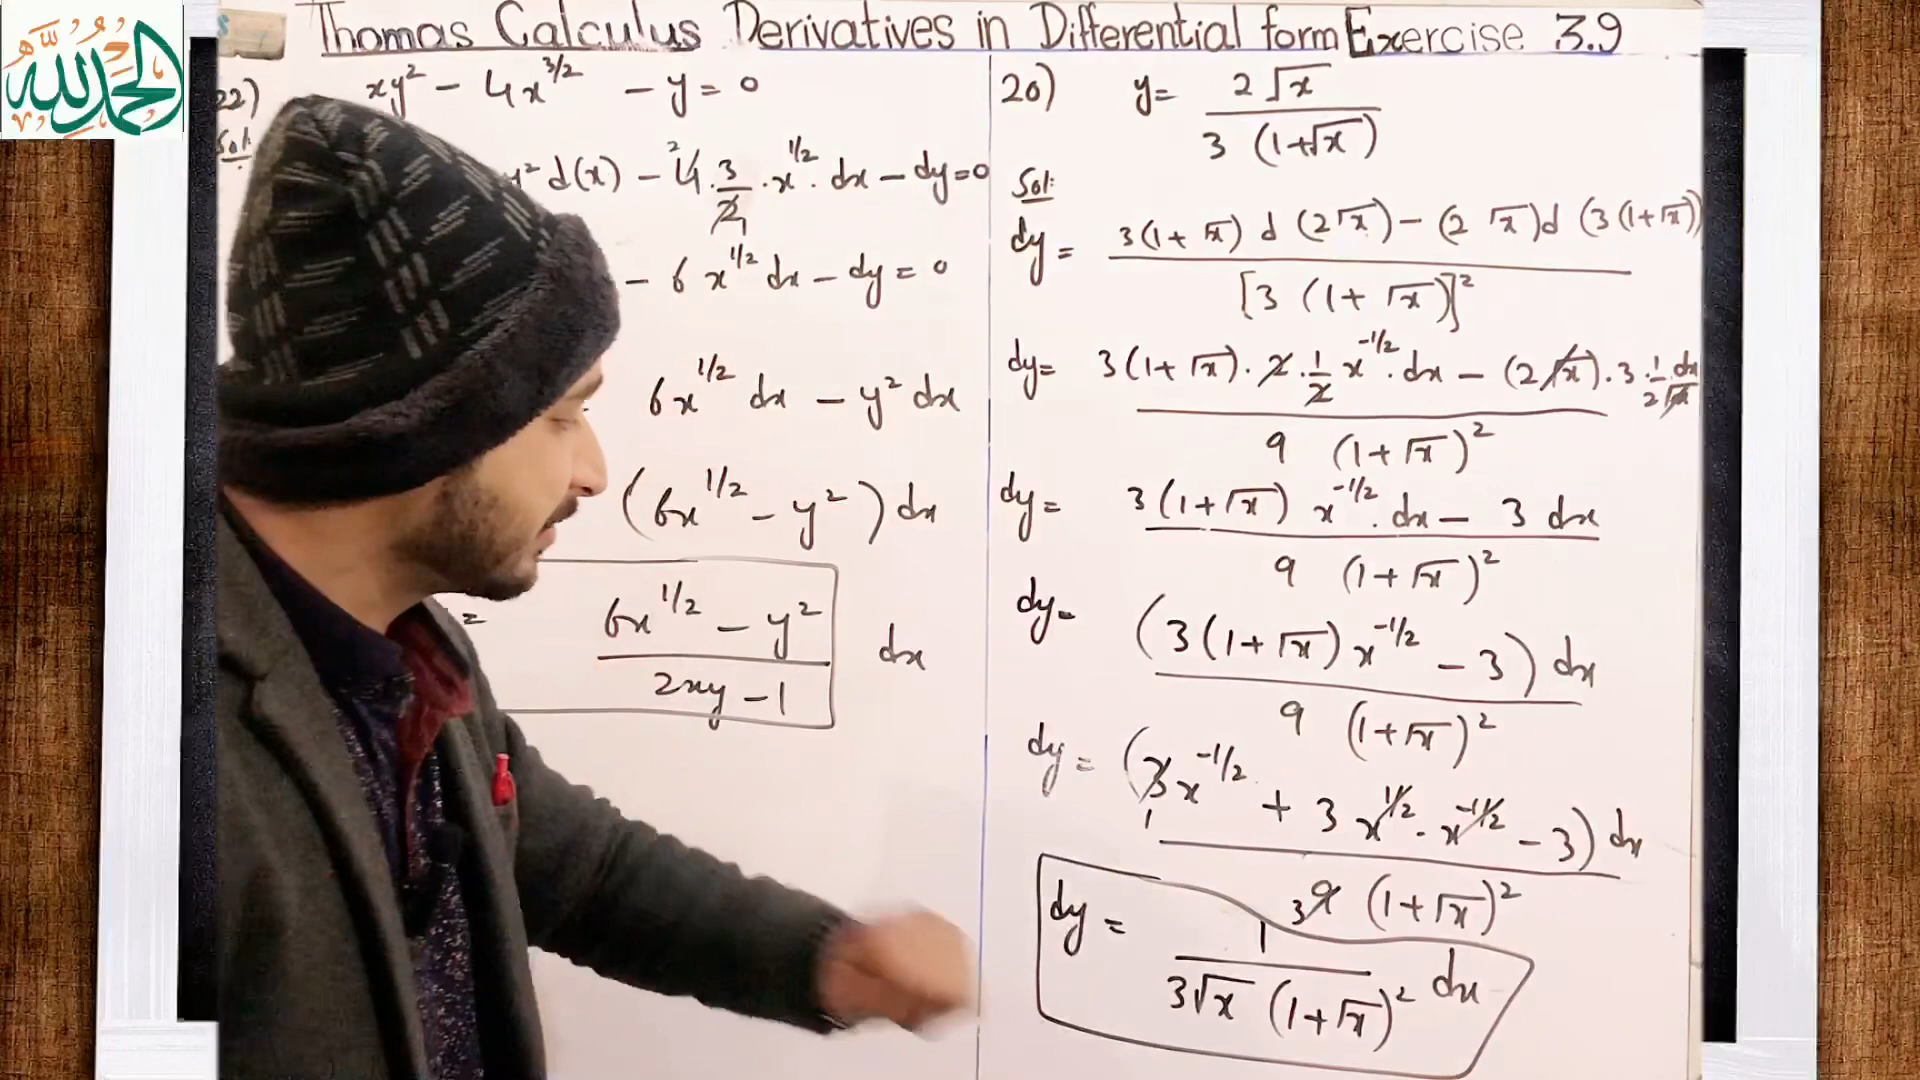 الحمد لله
Thomas Calculus Derivatives in Differential form Exercise 3.9
22) xy² - 4x^{3/2} - y = 0
Sol:
d(x) - 4 . 3/2 . x^{1/2} . dx - dy = 0
- 6 x^{1/2} dx - dy = 0
6x^{1/2} dx - y² dx
(6x^{1/2} - y²) dx
= (6x^{1/2} - y²) / (2xy - 1) dx
20) y = 2√x / 3 (1+√x)
Sol:
dy = 3(1 + √x) d (2√x) - (2 √x)d (3 (1+√x)) / [3 (1 + √x)]²
dy = 3(1 + √x) . 2 . 1/2 x^{-1/2} . dx - (2√x) . 3 . 1/2√x . dx / 9 (1 + √x)²
dy = 3 (1+√x) x^{-1/2} . dx - 3 dx / 9 (1 + √x)²
dy = (3(1+√x) x^{-1/2} - 3) dx / 9 (1+√x)²
dy = (3x^{-1/2} + 3 x^{1/2} . x^{-1/2} - 3) dx / 9 (1+√x)²
dy = 1 / 3√x (1+√x)² dx